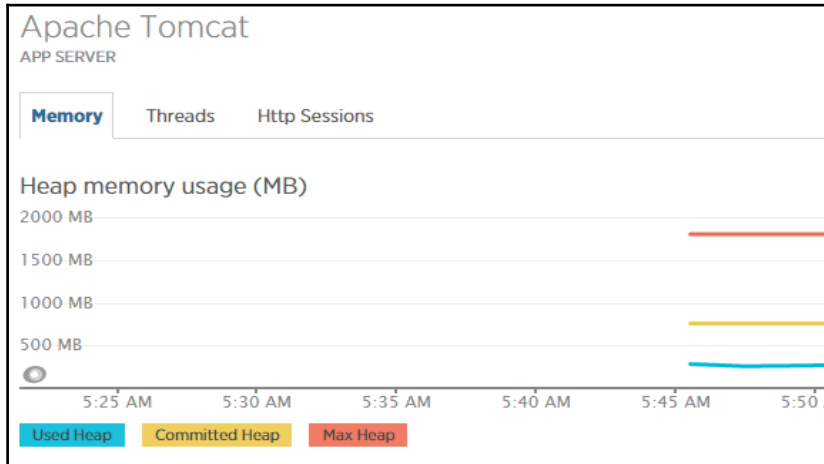 Apache Tomcat
APP SERVER
Memory Threads Http Sessions
Heap memory usage (MB)
2000 MB
1500 MB
1000 MB
500 MB
5:25 AM 5:30 AM 5:35 AM 5:40 AM 5:45 AM 5:50
Used Heap Committed Heap Max Heap